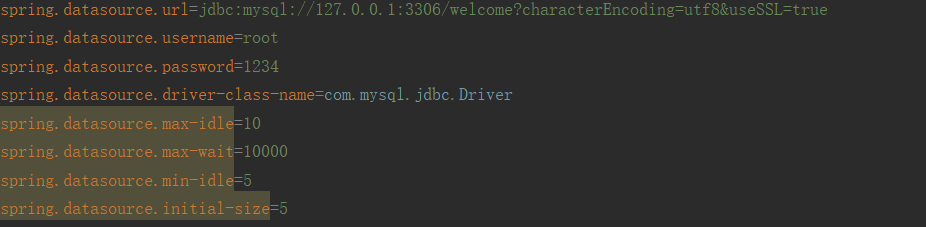 spring.datasource.url=jdbc:mysql://127.0.0.1:3306/welcome?characterEncoding=utf8&useSSL=true
spring.datasource.username=root
spring.datasource.password=1234
spring.datasource.driver-class-name=com.mysql.jdbc.Driver
spring.datasource.max-idle=10
spring.datasource.max-wait=10000
spring.datasource.min-idle=5
spring.datasource.initial-size=5